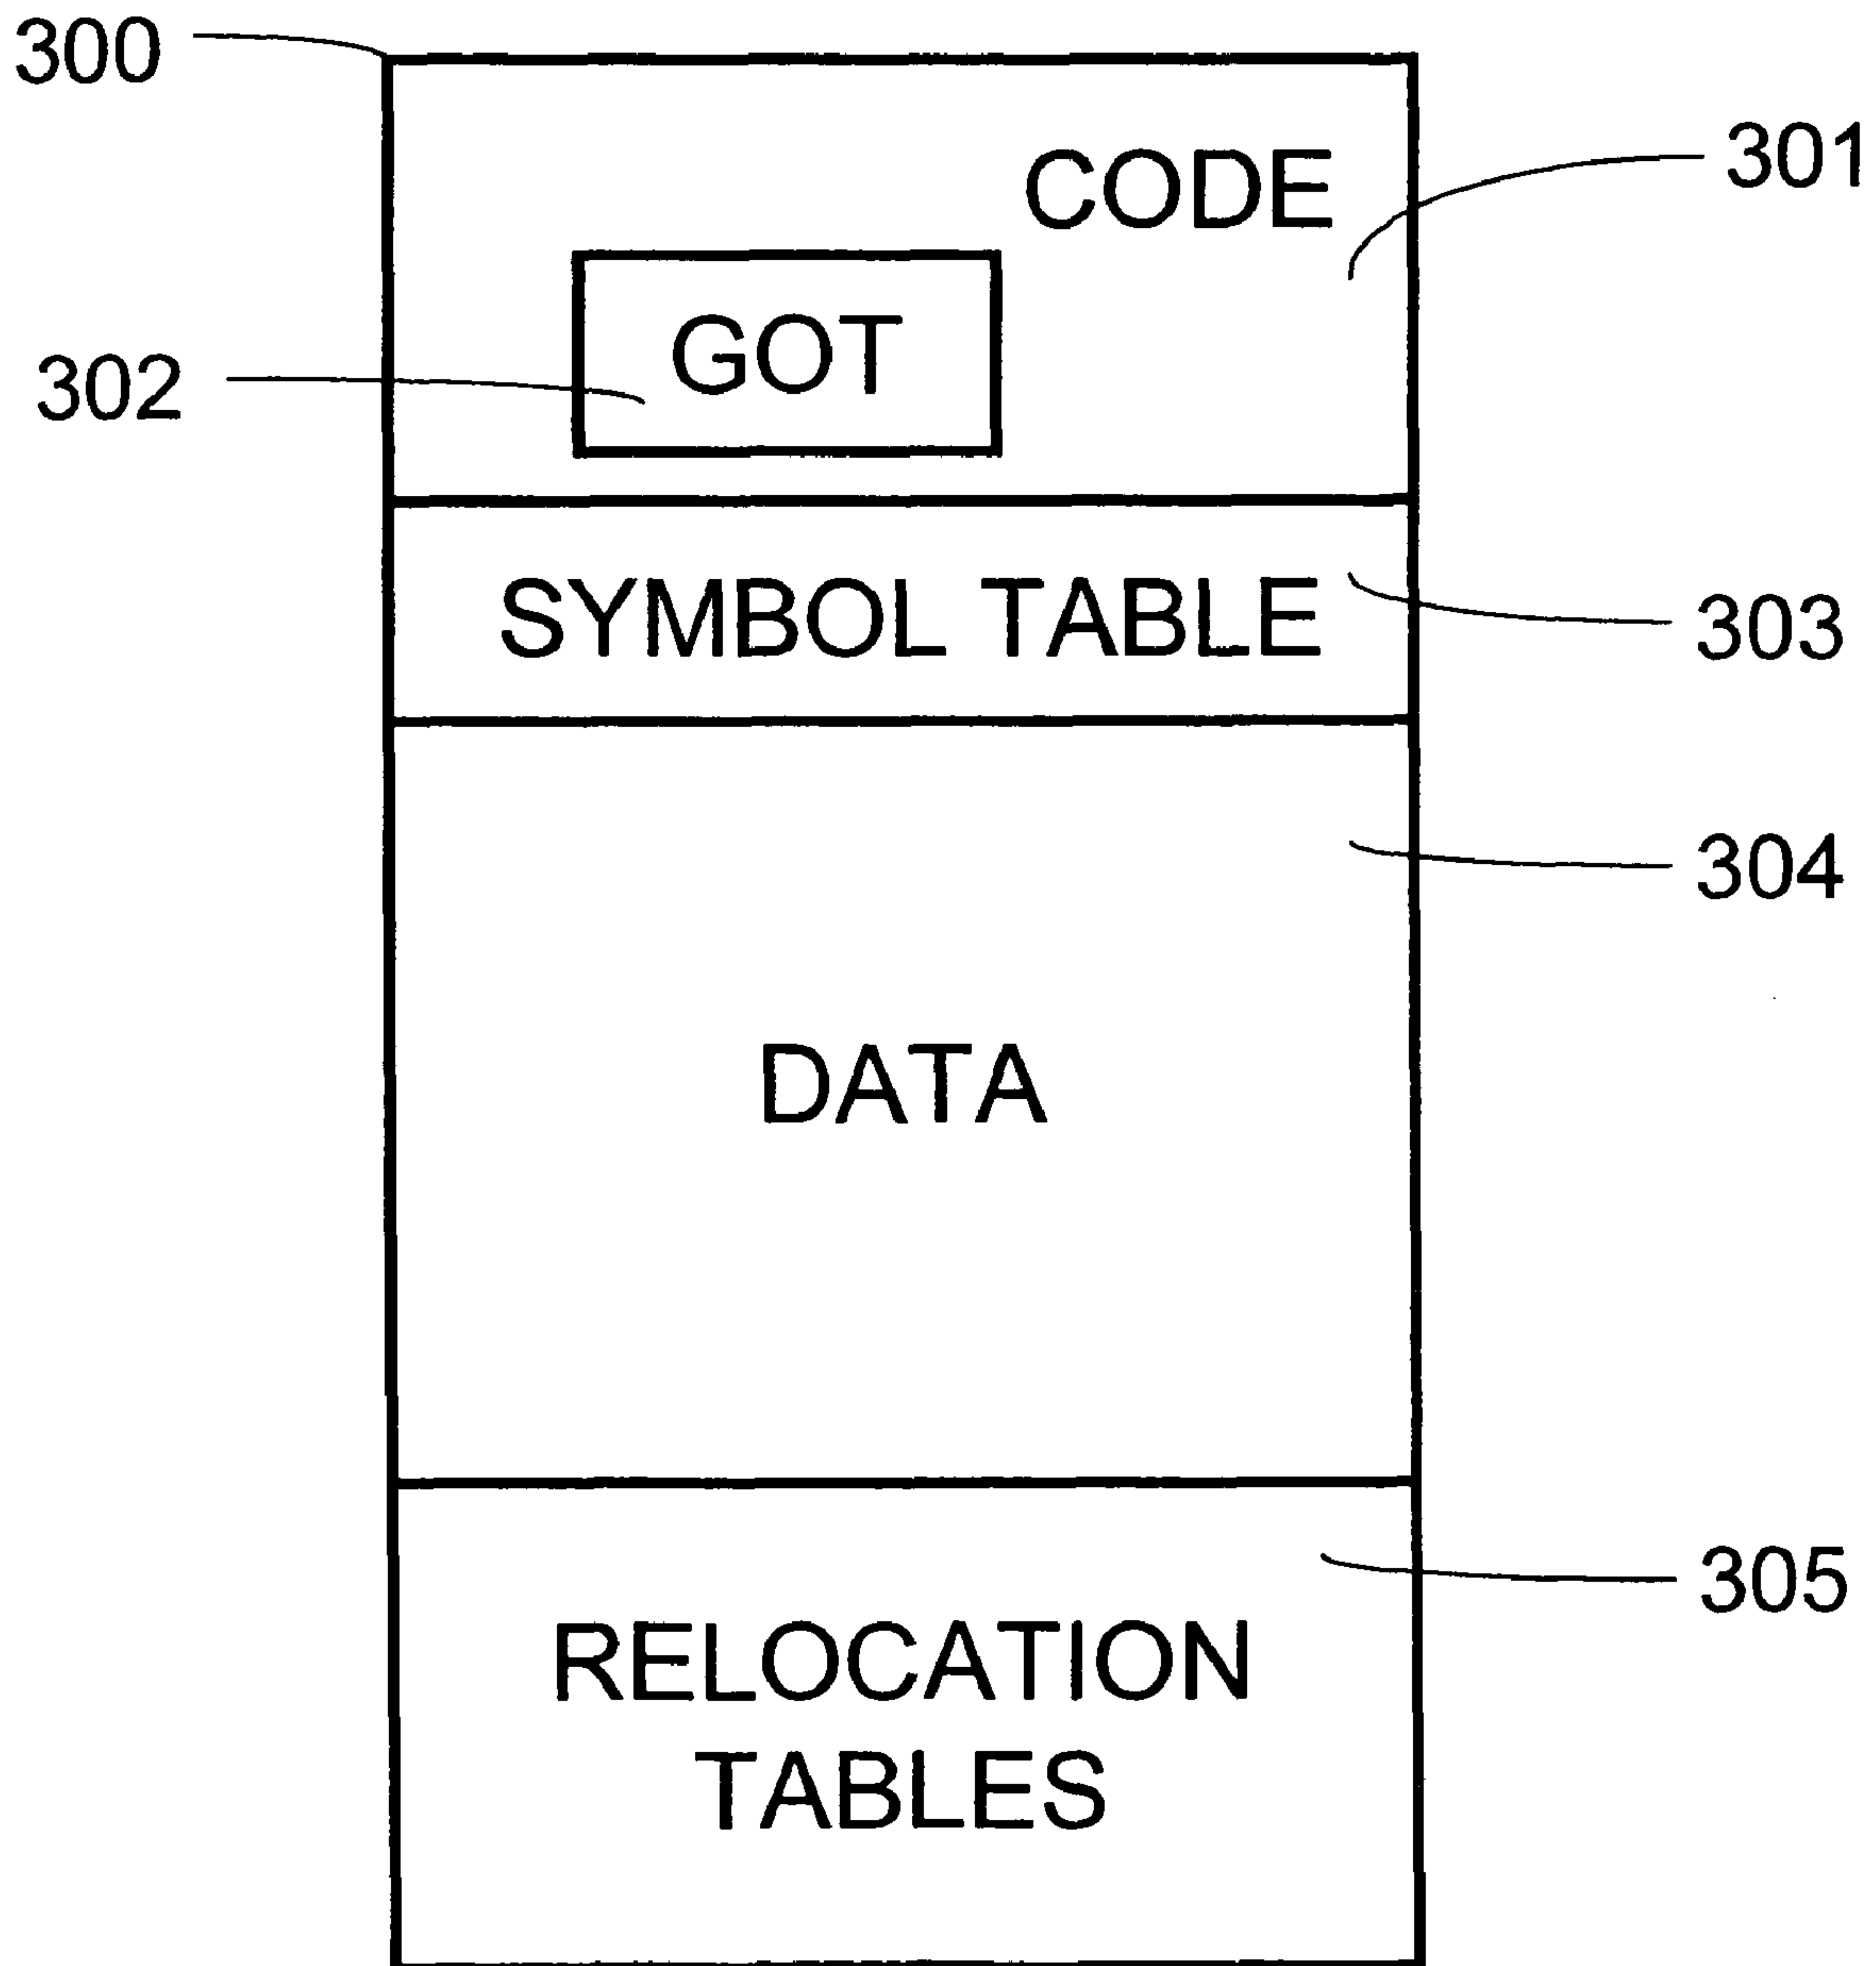 300
CODE
301
GOT
302
SYMBOL TABLE
303
304
DATA
305
RELOCATION
TABLES